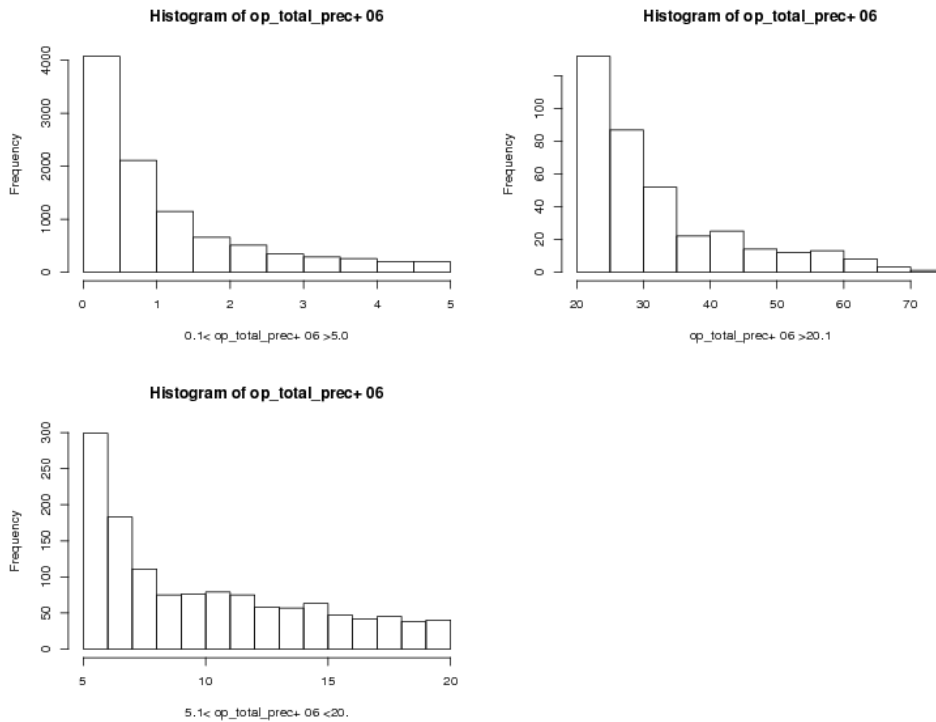 Histogram of op_total_prec+ 06
4000
3000
2000
1000
0
Frequency
0 1 2 3 4 5
0.1< op_total_prec+ 06 >5.0
Histogram of op_total_prec+ 06
100
80
60
40
20
0
Frequency
20 30 40 50 60 70
op_total_prec+ 06 >20.1
Histogram of op_total_prec+ 06
300
250
200
150
100
50
0
Frequency
5 10 15 20
5.1< op_total_prec+ 06 <20.